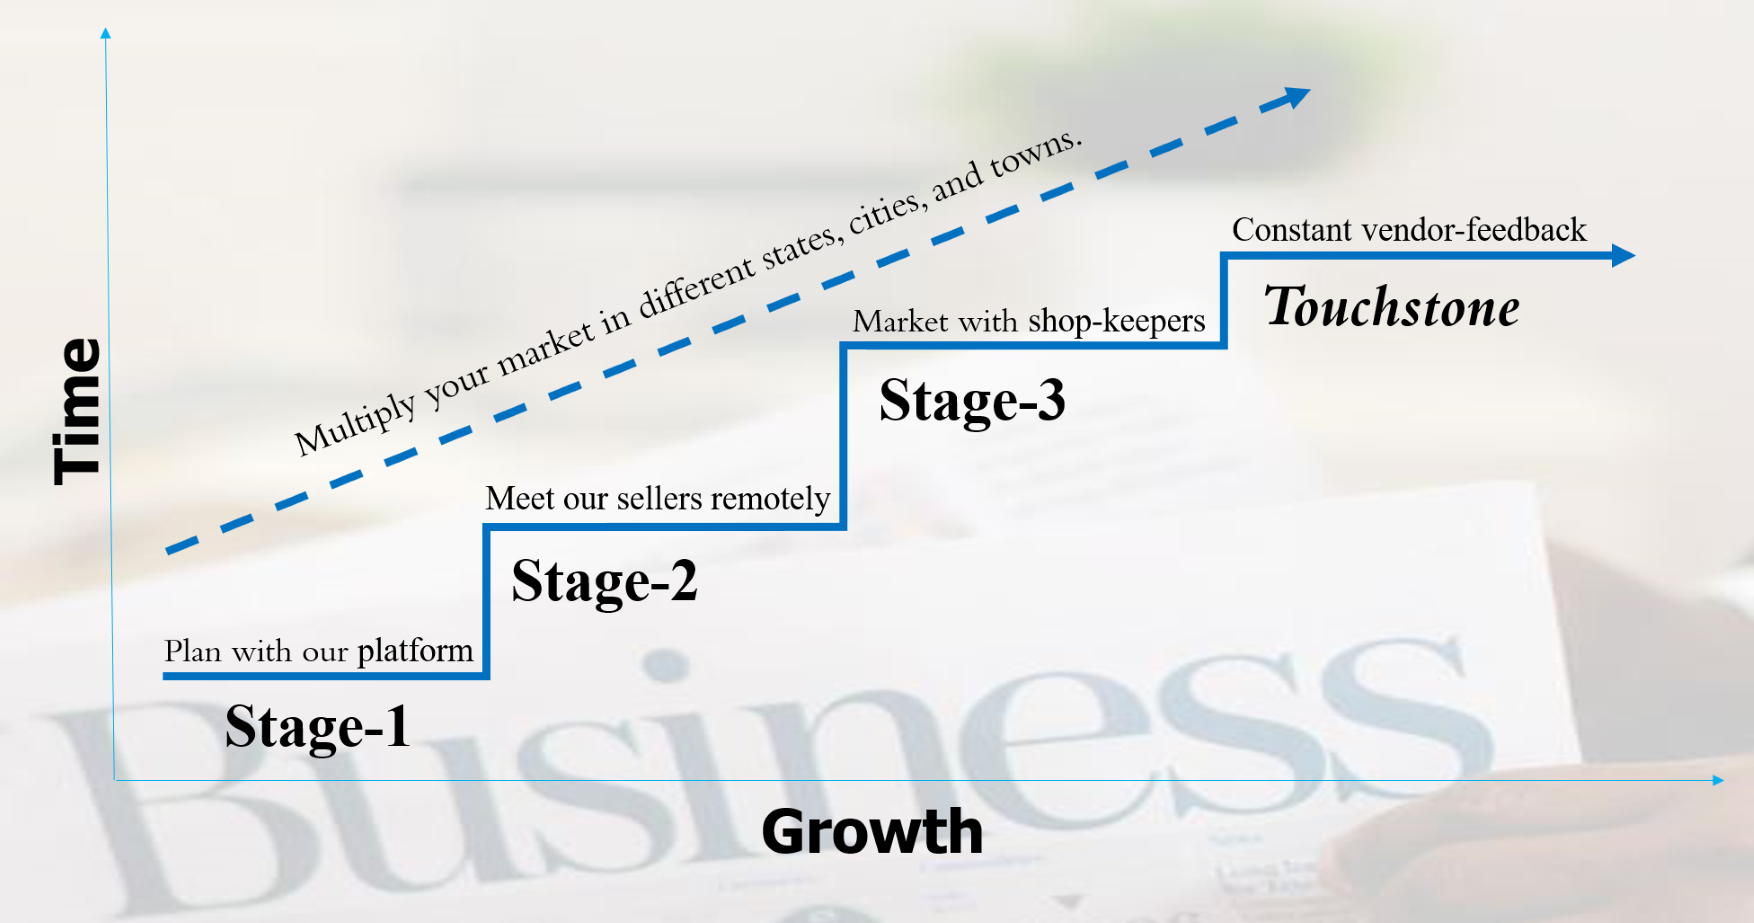 Multiply your market in different states, cities, and towns.
Constant vendor-feedback
Touchstone
Market with shop-keepers
Stage-3
Time
Meet our sellers remotely
Stage-2
Plan with our platform
Stage-1
Business
Growth